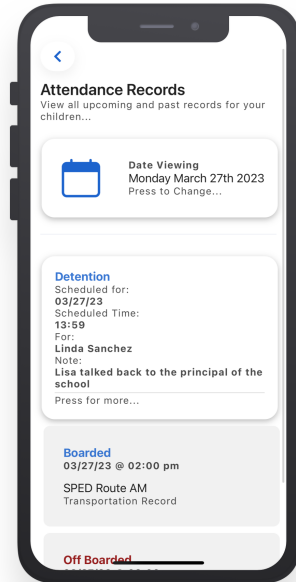 Attendance Records
View all upcoming and past records for your
children...
Date Viewing
Monday March 27th 2023
Press to Change...
Detention
Scheduled for:
03/27/23
Scheduled Time:
13:59
For:
Linda Sanchez
Note:
Lisa talked back to the principal of the
school
Press for more...
Boarded
03/27/23 @ 02:00 pm
SPED Route AM
Transportation Record
Off Boarded